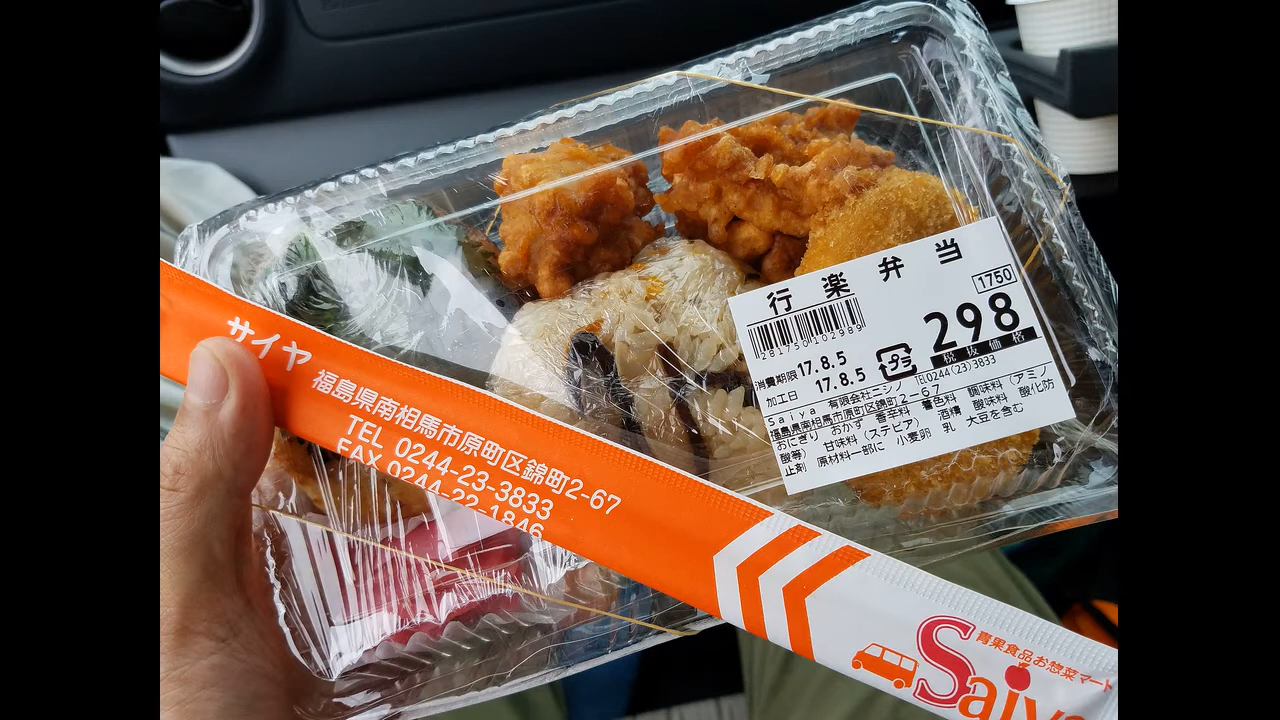 行楽弁当
1750
298
税抜価格
281750102989
消費期限17.8.5
加工日 17.8.5
プラ
TEL0244(23)3833
Saiya 有限会社ニシノ
福島県南相馬市原町区錦町2-67
おにぎり おかず 香辛料 着色料 調味料(アミノ
酸等) 甘味料(ステビア) 酒精 酸味料 酸化防
止剤 原材料一部に 小麦卵 乳 大豆を含む
サイヤ
福島県南相馬市原町区錦町2-67
TEL 0244-23-3833
FAX 0244-22-1846
青果食品お惣菜マート
Saiya